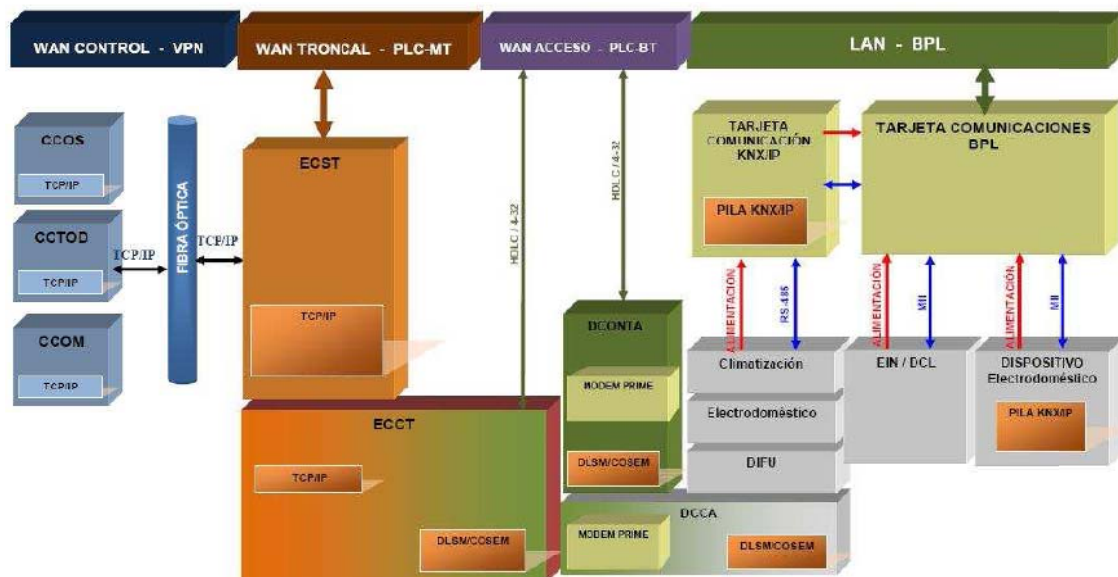 WAN CONTROL - VPN
WAN TRONCAL - PLC-MT
WAN ACCESO - PLC-BT
LAN - BPL
CCOS
TCP/IP
CCTOD
TCP/IP
CCOM
TCP/IP
TCP/IP
FIBRA ÓPTICA
TCP/IP
ECST
TCP/IP
ECCT
TCP/IP
DLSM/COSEM
HDLC / 4-32
HDLC / 4-32
DCONTA
MODEM PRIME
DLSM/COSEM
DCCA
MODEM PRIME
DLSM/COSEM
TARJETA
COMUNICACIÓN
KNX/IP
PILA KNX/IP
TARJETA COMUNICACIONES
BPL
ALIMENTACIÓN
RS-485
ALIMENTACIÓN
MII
ALIMENTACIÓN
MII
Climatización
Electrodoméstico
DIFU
EIN / DCL
DISPOSITIVO
Electrodoméstico
PILA KNX/IP